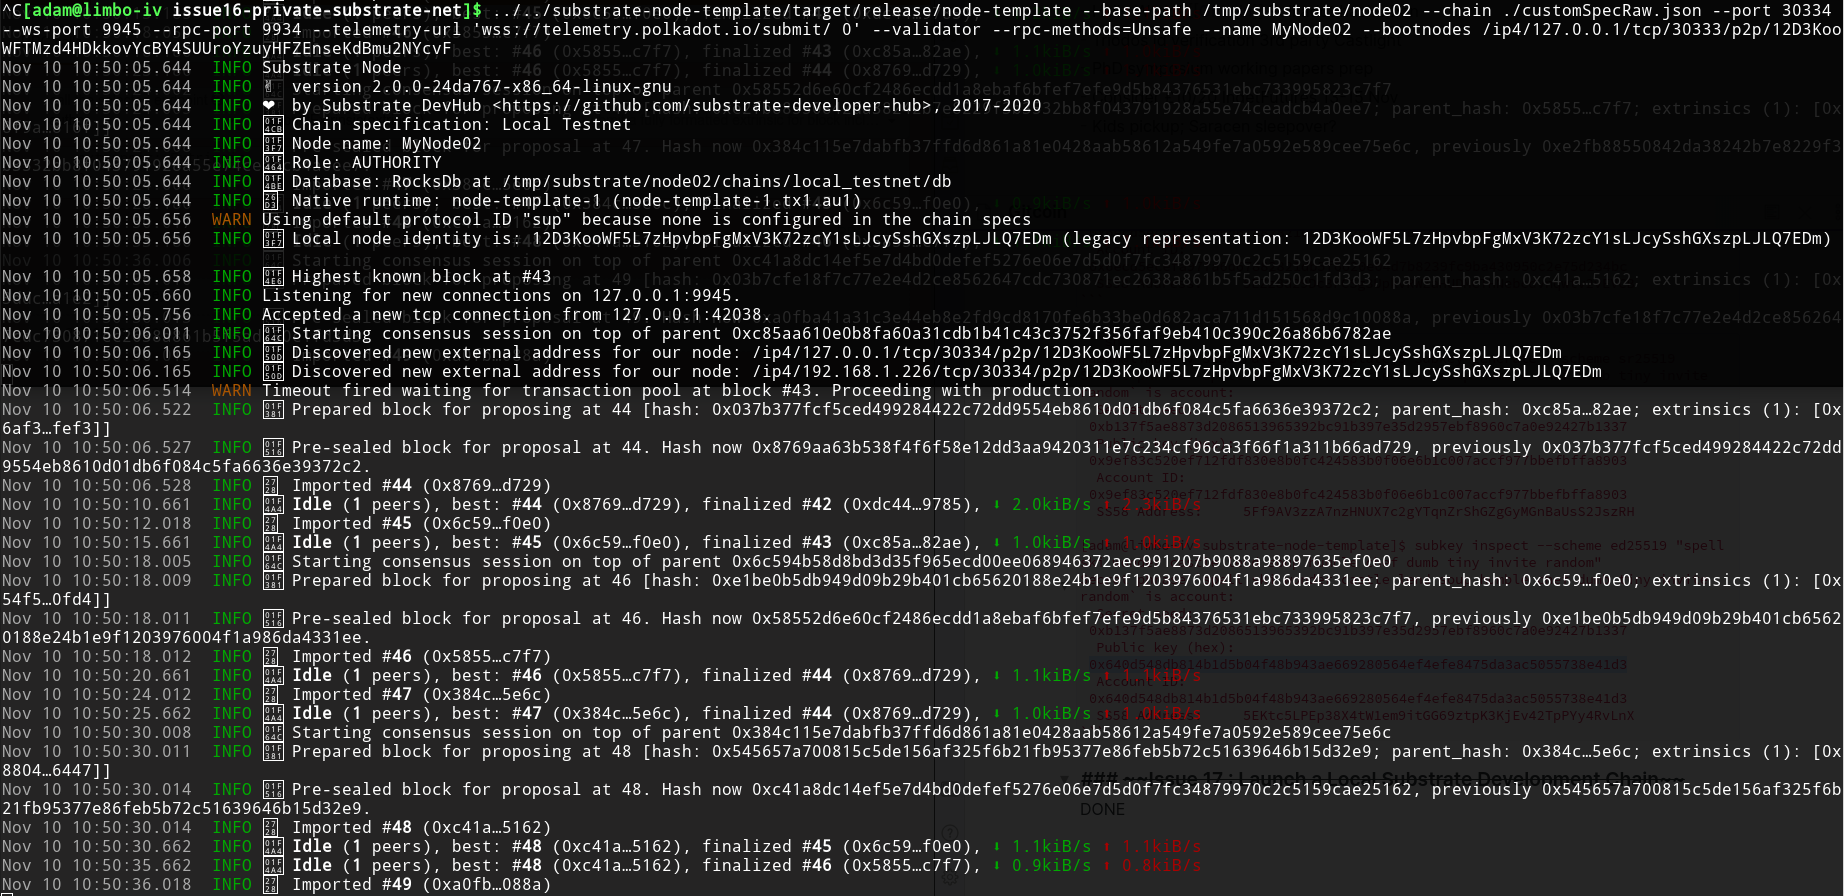 ^C[adam@limbo-iv issue16-private-substrate-net]$ .../../substrate-node-template/target/release/node-template --base-path /tmp/substrate/node02 --chain ./customSpecRaw.json --port 30334
--ws-port 9945 --rpc-port 9934 --telemetry-url 'wss://telemetry.polkadot.io/submit/ 0' --validator --rpc-methods=Unsafe --name MyNode02 --bootnodes /ip4/127.0.0.1/tcp/30333/p2p/12D3Koo
WFTMzd4HDkkovYcBY4SUUroYzuyHFZEnseKdBmu2NYcvF
Nov 10 10:50:05.644 INFO Substrate Node
Nov 10 10:50:05.644 INFO ✌ version 2.0.0-24da767-x86_64-linux-gnu
Nov 10 10:50:05.644 INFO ❤ by Substrate DevHub <https://github.com/substrate-developer-hub>, 2017-2020
Nov 10 10:50:05.644 INFO Chain specification: Local Testnet
Nov 10 10:50:05.644 INFO Node name: MyNode02
Nov 10 10:50:05.644 INFO Role: AUTHORITY
Nov 10 10:50:05.644 INFO Database: RocksDb at /tmp/substrate/node02/chains/local_testnet/db
Nov 10 10:50:05.644 INFO Native runtime: node-template-1 (node-template-1.tx1.au1)
Nov 10 10:50:05.656 WARN Using default protocol ID "sup" because none is configured in the chain specs
Nov 10 10:50:05.656 INFO Local node identity is: 12D3KooWF5L7zHpvbpFgMxV3K72zcY1sLJcySshGXszpLJLQ7EDm (legacy representation: 12D3KooWF5L7zHpvbpFgMxV3K72zcY1sLJcySshGXszpLJLQ7EDm)
Nov 10 10:50:05.658 INFO Highest known block at #43
Nov 10 10:50:05.660 INFO Listening for new connections on 127.0.0.1:9945.
Nov 10 10:50:05.756 INFO Accepted a new tcp connection from 127.0.0.1:42038.
Nov 10 10:50:06.011 INFO Starting consensus session on top of parent 0xc85aa610e0b8fa60a31cdb1b41c43c3752f356faf9eb410c390c26a86b6782ae
Nov 10 10:50:06.165 INFO Discovered new external address for our node: /ip4/127.0.0.1/tcp/30334/p2p/12D3KooWF5L7zHpvbpFgMxV3K72zcY1sLJcySshGXszpLJLQ7EDm
Nov 10 10:50:06.165 INFO Discovered new external address for our node: /ip4/192.168.1.226/tcp/30334/p2p/12D3KooWF5L7zHpvbpFgMxV3K72zcY1sLJcySshGXszpLJLQ7EDm
Nov 10 10:50:06.514 WARN Timeout fired waiting for transaction pool at block #43. Proceeding with production.
Nov 10 10:50:06.522 INFO Prepared block for proposing at 44 [hash: 0x037b377fcf5ced499284422c72dd9554eb8610d01db6f084c5fa6636e39372c2; parent_hash: 0xc85a…82ae; extrinsics (1): [0x
6af3…fef3]]
Nov 10 10:50:06.527 INFO Pre-sealed block for proposal at 44. Hash now 0x8769aa63b538f4f6f58e12dd3aa9420311e7c234cf96ca3f66f1a311b66ad729, previously 0x037b377fcf5ced499284422c72dd
9554eb8610d01db6f084c5fa6636e39372c2.
Nov 10 10:50:06.528 INFO Imported #44 (0x8769…d729)
Nov 10 10:50:10.661 INFO Idle (1 peers), best: #44 (0x8769…d729), finalized #42 (0xdc44…9785), ⬇ 2.0kiB/s ⬆ 2.3kiB/s
Nov 10 10:50:12.018 INFO Imported #45 (0x6c59…f0e0)
Nov 10 10:50:15.661 INFO Idle (1 peers), best: #45 (0x6c59…f0e0), finalized #43 (0xc85a…82ae), ⬇ 1.0kiB/s ⬆ 1.0kiB/s
Nov 10 10:50:18.005 INFO Starting consensus session on top of parent 0x6c594b58d8bd3d35f965ecd00ee068946372aec991207b9088a98897635ef0e0
Nov 10 10:50:18.009 INFO Prepared block for proposing at 46 [hash: 0xe1be0b5db949d09b29b401cb65620188e24b1e9f1203976004f1a986da4331ee; parent_hash: 0x6c59…f0e0; extrinsics (1): [0x
54f5…0fd4]]
Nov 10 10:50:18.011 INFO Pre-sealed block for proposal at 46. Hash now 0x58552d6e60cf2486ecdd1a8ebaf6bfef7efe9d5b84376531ebc733995823c7f7, previously 0xe1be0b5db949d09b29b401cb6562
0188e24b1e9f1203976004f1a986da4331ee.
Nov 10 10:50:18.012 INFO Imported #46 (0x5855…c7f7)
Nov 10 10:50:20.661 INFO Idle (1 peers), best: #46 (0x5855…c7f7), finalized #44 (0x8769…d729), ⬇ 1.1kiB/s ⬆ 1.1kiB/s
Nov 10 10:50:24.012 INFO Imported #47 (0x384c…5e6c)
Nov 10 10:50:25.662 INFO Idle (1 peers), best: #47 (0x384c…5e6c), finalized #44 (0x8769…d729), ⬇ 1.0kiB/s ⬆ 1.0kiB/s
Nov 10 10:50:30.008 INFO Starting consensus session on top of parent 0x384c115e7dabfb37ffd6d861a81e0428aab58612a549fe7a0592e589cee75e6c
Nov 10 10:50:30.011 INFO Prepared block for proposing at 48 [hash: 0x545657a700815c5de156af325f6b21fb95377e86feb5b72c51639646b15d32e9; parent_hash: 0x384c…5e6c; extrinsics (1): [0x
8804…6447]]
Nov 10 10:50:30.014 INFO Pre-sealed block for proposal at 48. Hash now 0xc41a8dc14ef5e7d4bd0defef5276e06e7d5d0f7fc34879970c2c5159cae25162, previously 0x545657a700815c5de156af325f6b
21fb95377e86feb5b72c51639646b15d32e9.
Nov 10 10:50:30.014 INFO Imported #48 (0xc41a…5162)
Nov 10 10:50:30.662 INFO Idle (1 peers), best: #48 (0xc41a…5162), finalized #45 (0x6c59…f0e0), ⬇ 1.1kiB/s ⬆ 1.1kiB/s
Nov 10 10:50:35.662 INFO Idle (1 peers), best: #48 (0xc41a…5162), finalized #46 (0x5855…c7f7), ⬇ 0.9kiB/s ⬆ 0.8kiB/s
Nov 10 10:50:36.018 INFO Imported #49 (0xa0fb…088a)
### ~~Issue 17 : Launch a Local Substrate Development Chain~~
DONE